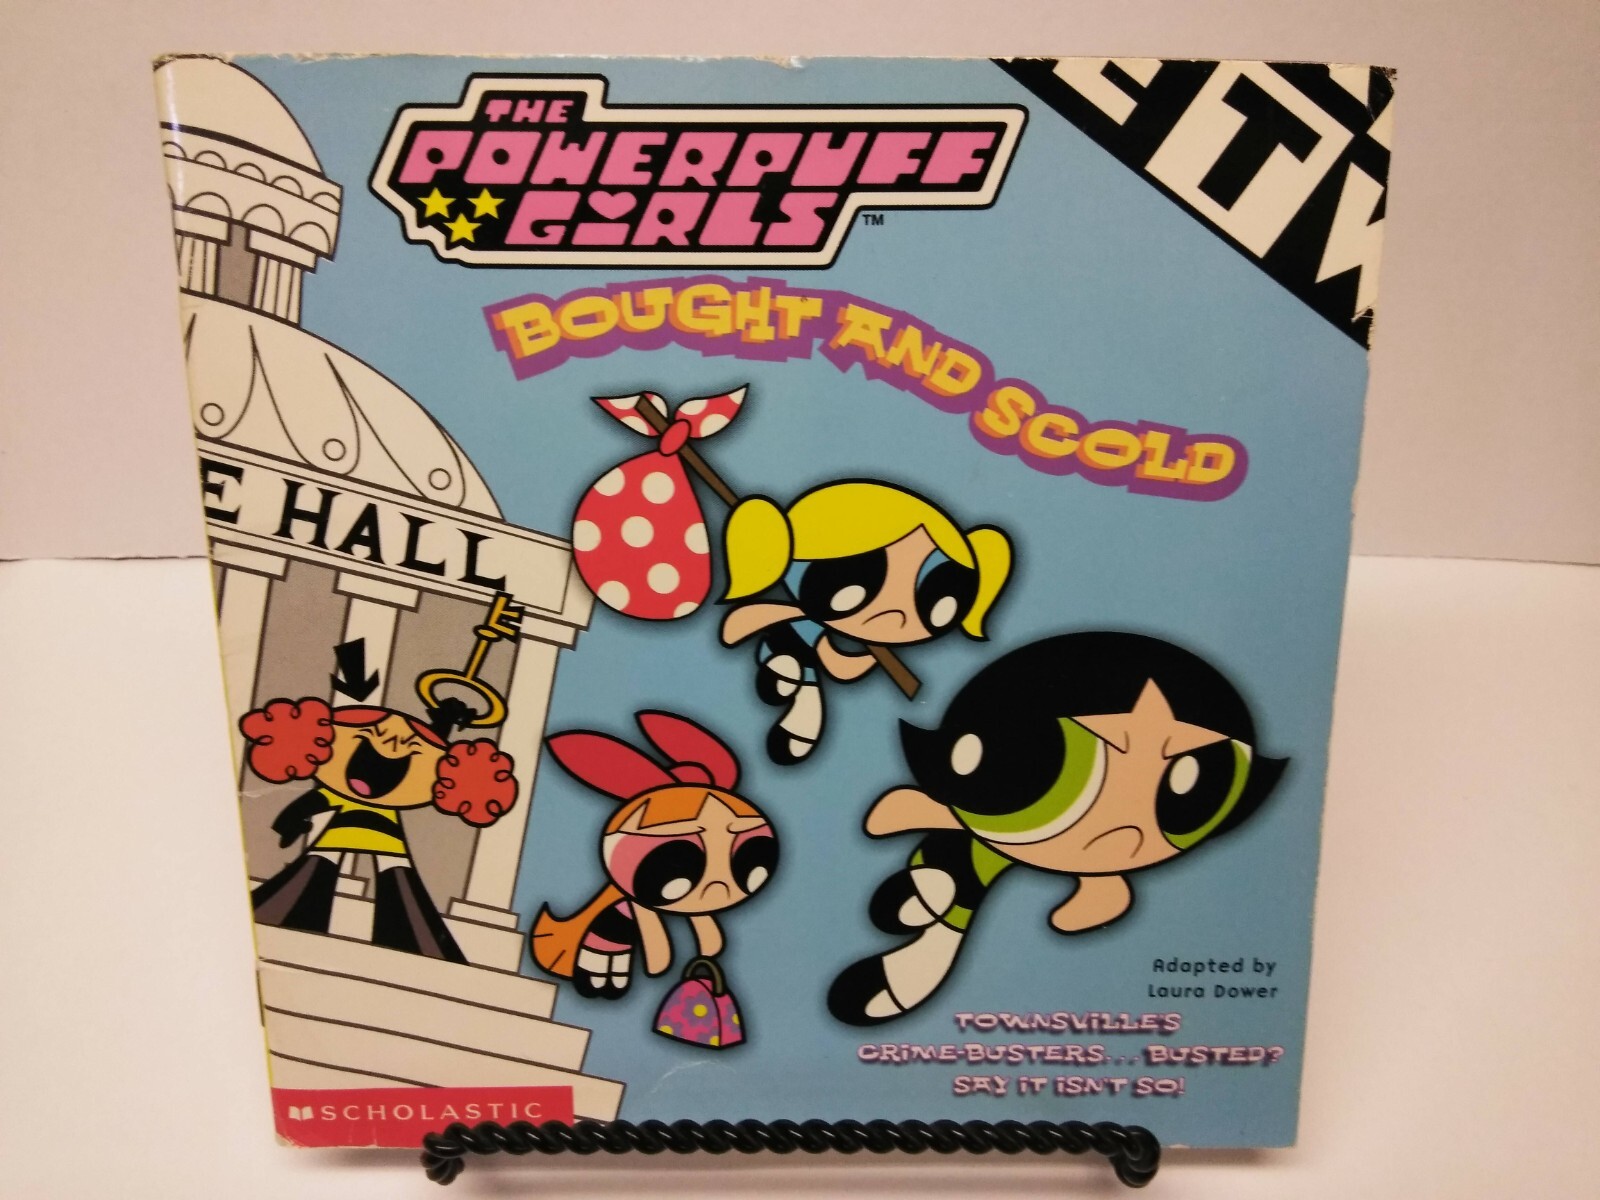 THE
POWERPUFF
GIRLS
TM
BOUGHT AND SCOLD
E HALL
Adapted by
Laura Dower
TOWNSVILLE'S
CRIME-BUSTERS... BUSTED?
SAY IT ISN'T SO!
SCHOLASTIC